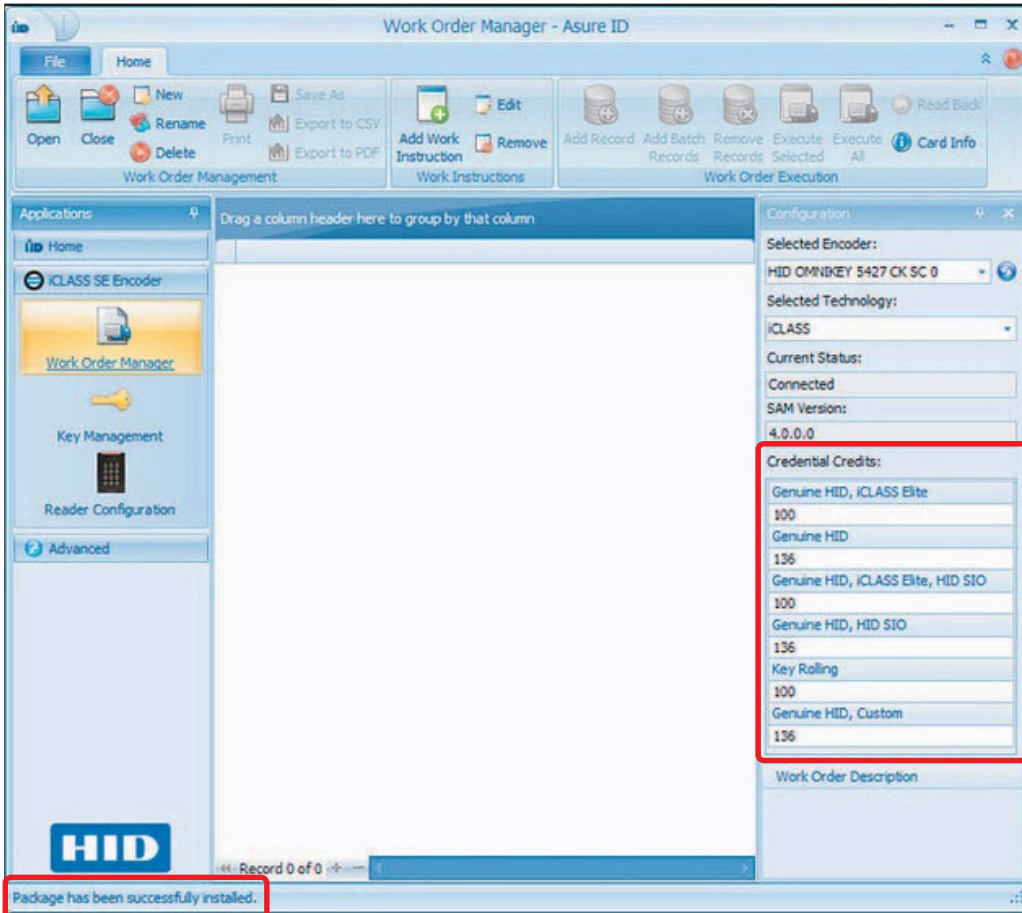 Work Order Manager - Asure ID
File
Home
Open
Close
New
Rename
Delete
Print
Save As
Export to CSV
Export to PDF
Work Order Management
Add Work
Instruction
Edit
Remove
Work Instructions
Add Record
Add Batch
Records
Remove
Records
Execute
Selected
Execute
All
Read Back
Card Info
Work Order Execution
Applications
Home
iCLASS SE Encoder
Work Order Manager
Key Management
Reader Configuration
Advanced
HID
Drag a column header here to group by that column
Record 0 of 0
Configuration
Selected Encoder:
HID OMNIKEY 5427 CK SC 0
Selected Technology:
iCLASS
Current Status:
Connected
SAM Version:
4.0.0.0
Credential Credits:
Genuine HID, iCLASS Elite
100
Genuine HID
136
Genuine HID, iCLASS Elite, HID SIO
100
Genuine HID, HID SIO
136
Key Rolling
100
Genuine HID, Custom
136
Work Order Description
Package has been successfully installed.